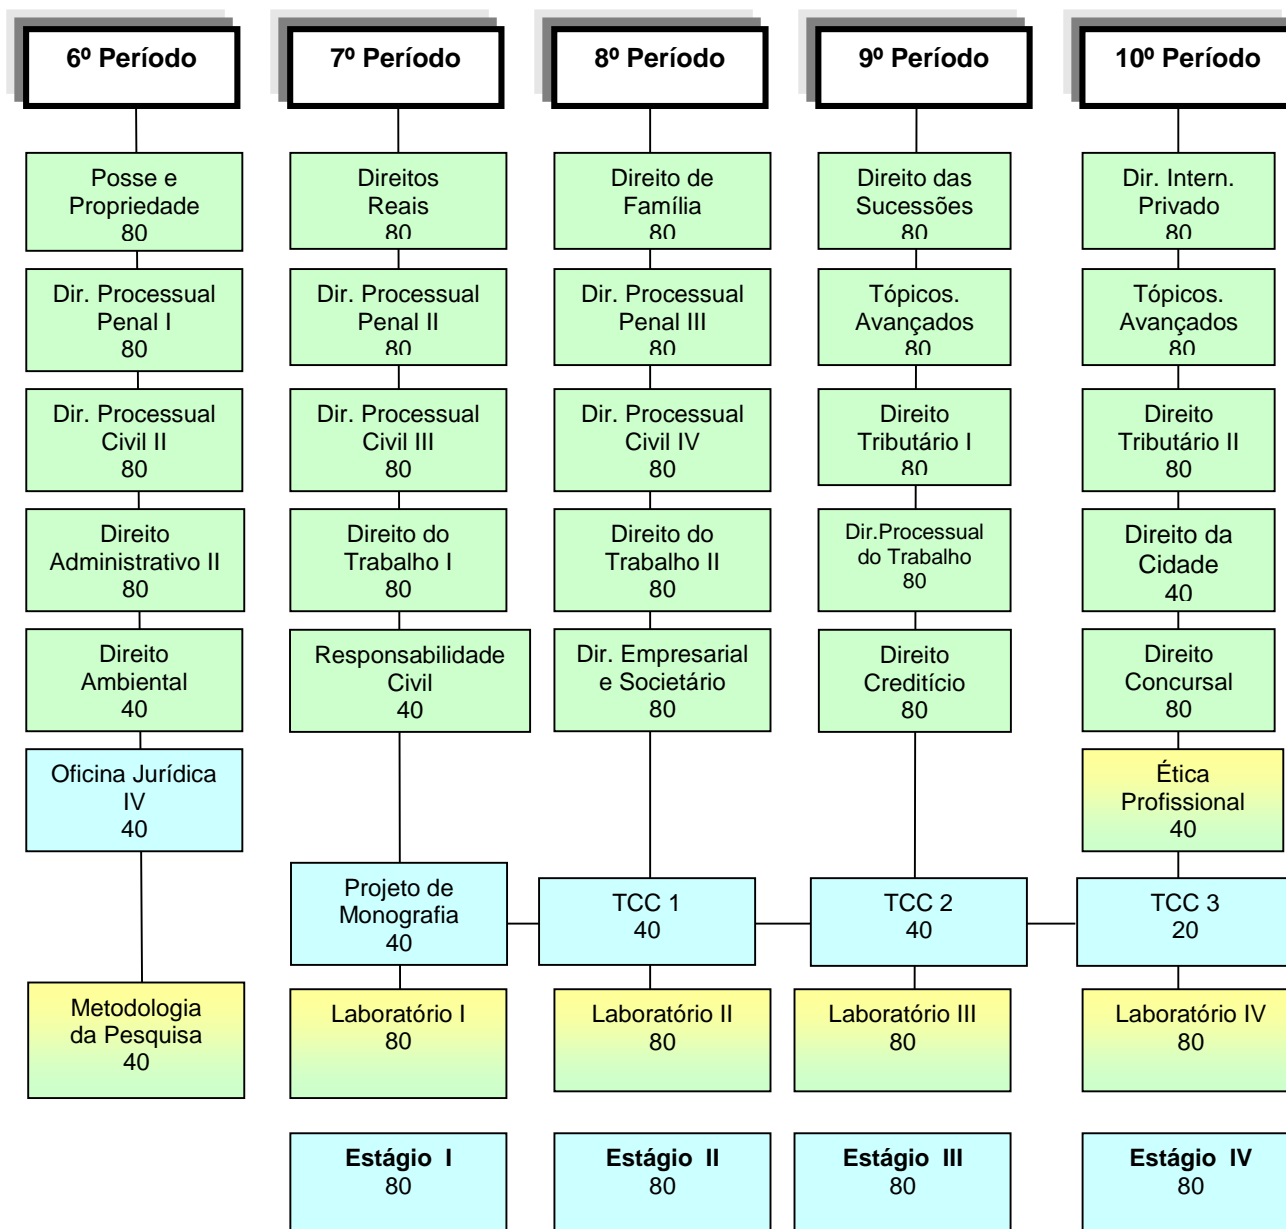 6º Período
7º Período
8º Período
9º Período
10º Período
Posse e
Propriedade
80
Direitos
Reais
80
Direito de
Família
80
Direito das
Sucessões
80
Dir. Intern.
Privado
80
Dir. Processual
Penal I
80
Dir. Processual
Penal II
80
Dir. Processual
Penal III
80
Tópicos.
Avançados
80
Tópicos.
Avançados
80
Dir. Processual
Civil II
80
Dir. Processual
Civil III
80
Dir. Processual
Civil IV
80
Direito
Tributário I
80
Direito
Tributário II
80
Direito
Administrativo II
80
Direito do
Trabalho I
80
Direito do
Trabalho II
80
Dir.Processual
do Trabalho
80
Direito da
Cidade
40
Direito
Ambiental
40
Responsabilidade
Civil
40
Dir. Empresarial
e Societário
80
Direito
Creditício
80
Direito
Concursal
80
Oficina Jurídica
IV
40
Ética
Profissional
40
Projeto de
Monografia
40
TCC 1
40
TCC 2
40
TCC 3
20
Metodologia
da Pesquisa
40
Laboratório I
80
Laboratório II
80
Laboratório III
80
Laboratório IV
80
Estágio I
80
Estágio II
80
Estágio III
80
Estágio IV
80